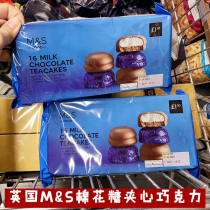 M&S
16 MILK
CHOCOLATE
TEACAKES
M&S
16 MILK
CHOCOLATE
TEACAKES
英国M&S棉花糖夹心巧克力